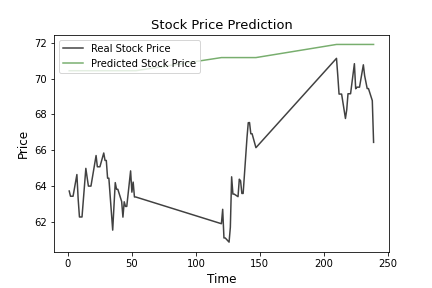 Stock Price Prediction
Real Stock Price
Predicted Stock Price
72
70
68
66
64
62
Price
0 50 100 150 200 250
Time